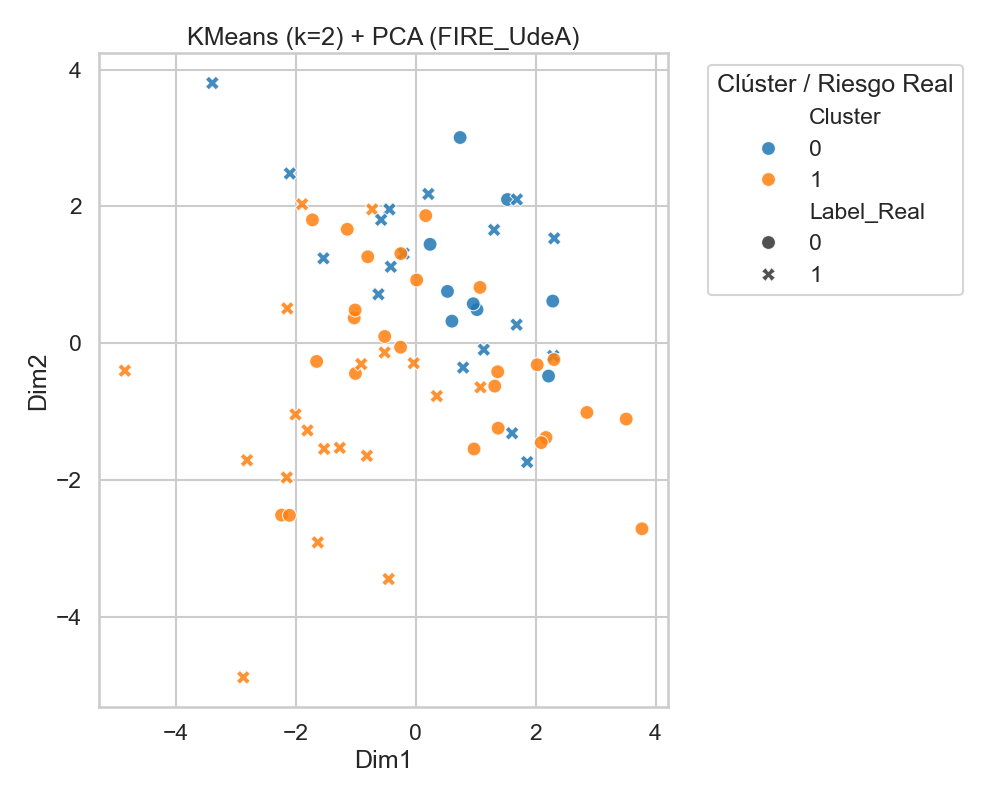 KMeans (k=2) + PCA (FIRE_UdeA)
4
2
0
−2
−4
−4
−2
0
2
4
Dim2
Dim1
Clúster / Riesgo Real
Cluster
0
1
Label_Real
0
1